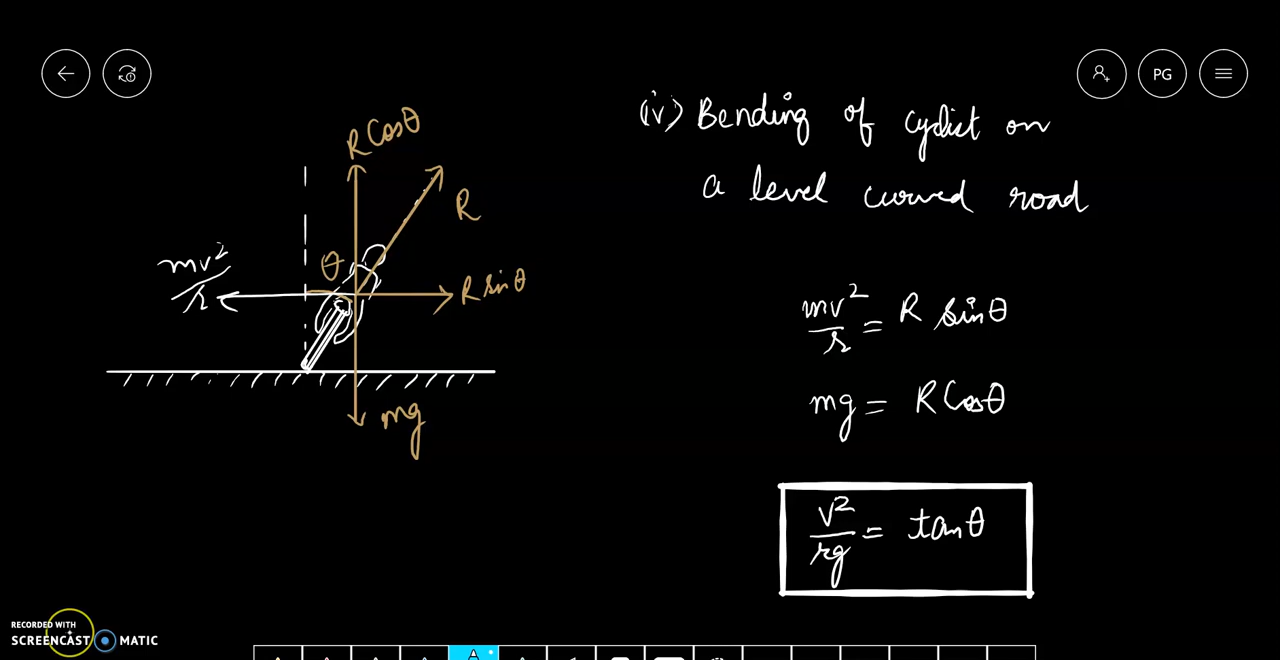 PG
(iv) Bending of cyclist on
a level curved road
R Cosθ
R
θ
mv²/r
R sinθ
mg
mv²/r = R sinθ
mg = R Cosθ
v²/rg = tanθ
RECORDED WITH
SCREENCAST MATIC